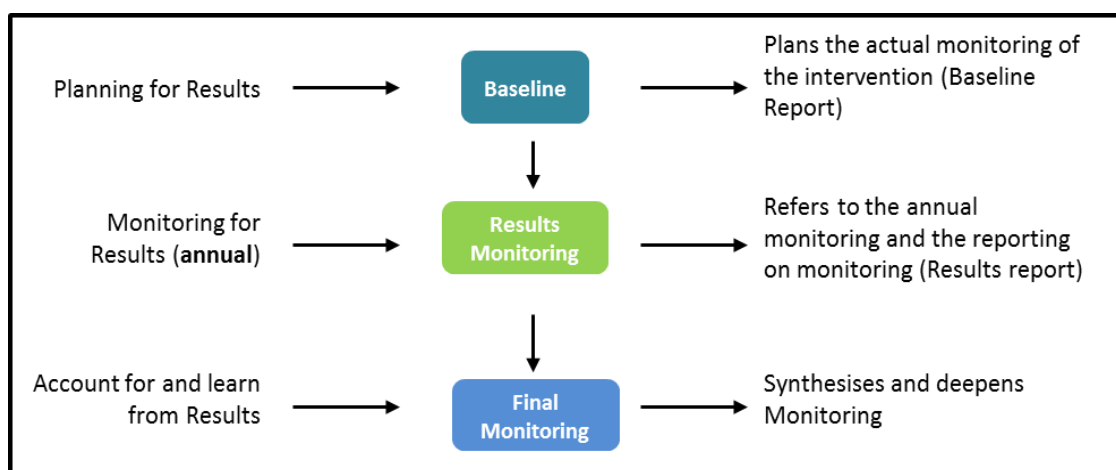 Planning for Results
Baseline
Plans the actual monitoring of
the intervention (Baseline
Report)
Monitoring for
Results (annual)
Results
Monitoring
Refers to the annual
monitoring and the reporting
on monitoring (Results report)
Account for and learn
from Results
Final
Monitoring
Synthesises and deepens
Monitoring